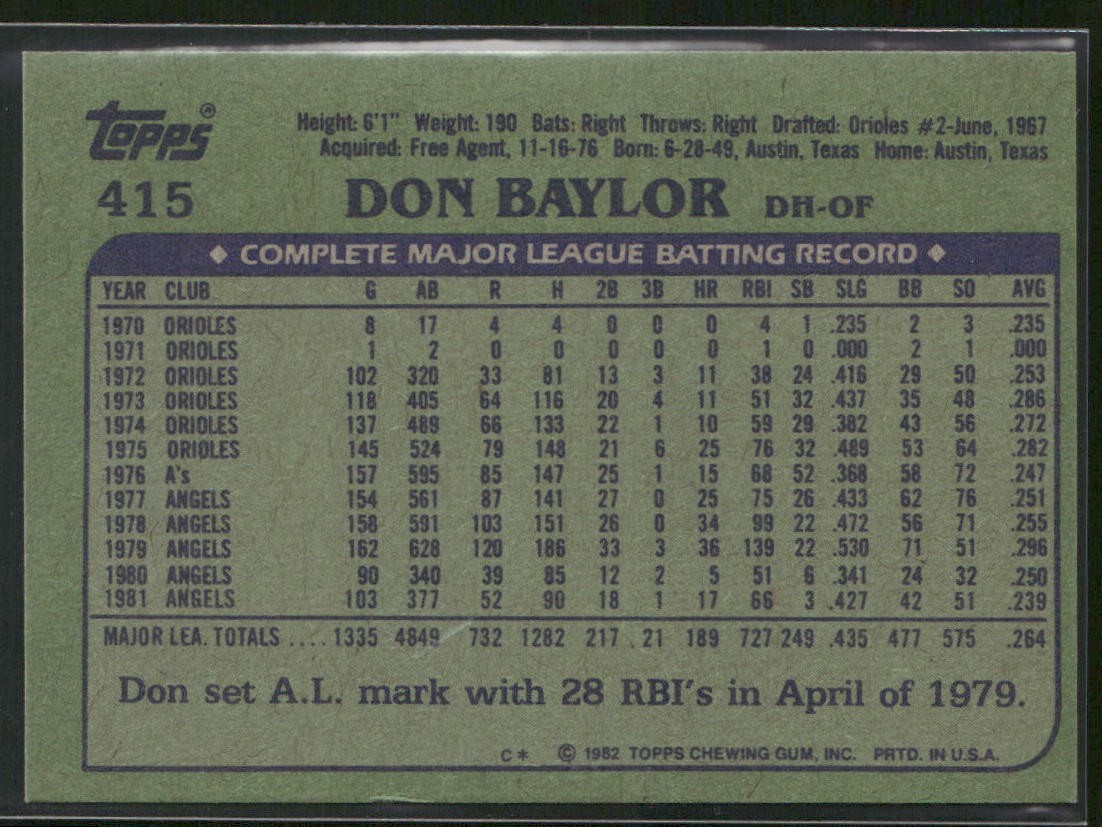 Topps®
Height: 6'1" Weight: 190 Bats: Right Throws: Right Drafted: Orioles #2-June, 1967
Acquired: Free Agent, 11-16-76 Born: 6-28-49, Austin, Texas Home: Austin, Texas
415 DON BAYLOR DH-OF
◆ COMPLETE MAJOR LEAGUE BATTING RECORD ◆
YEAR CLUB G AB R H 2B 3B HR RBI SB SLG BB SO AVG
1970 ORIOLES 8 17 4 4 0 0 0 4 1 .235 2 3 .235
1971 ORIOLES 1 2 0 0 0 0 0 1 0 .000 2 1 .000
1972 ORIOLES 102 320 33 81 13 3 11 38 24 .416 29 50 .253
1973 ORIOLES 118 405 64 116 20 4 11 51 32 .437 35 48 .286
1974 ORIOLES 137 489 66 133 22 1 10 59 29 .382 43 56 .272
1975 ORIOLES 145 524 79 148 21 6 25 76 32 .489 53 64 .282
1976 A's 157 595 85 147 25 1 15 68 52 .368 58 72 .247
1977 ANGELS 154 561 87 141 27 0 25 75 26 .433 62 76 .251
1978 ANGELS 158 591 103 151 26 0 34 99 22 .472 56 71 .255
1979 ANGELS 162 628 120 186 33 3 36 139 22 .530 71 51 .296
1980 ANGELS 90 340 39 85 12 2 5 51 6 .341 24 32 .250
1981 ANGELS 103 377 52 90 18 1 17 66 3 .427 42 51 .239
MAJOR LEA. TOTALS .... 1335 4849 732 1282 217 21 189 727 249 .435 477 575 .264
Don set A.L. mark with 28 RBI's in April of 1979.
C* © 1982 TOPPS CHEWING GUM, INC. PRTD. IN U.S.A.